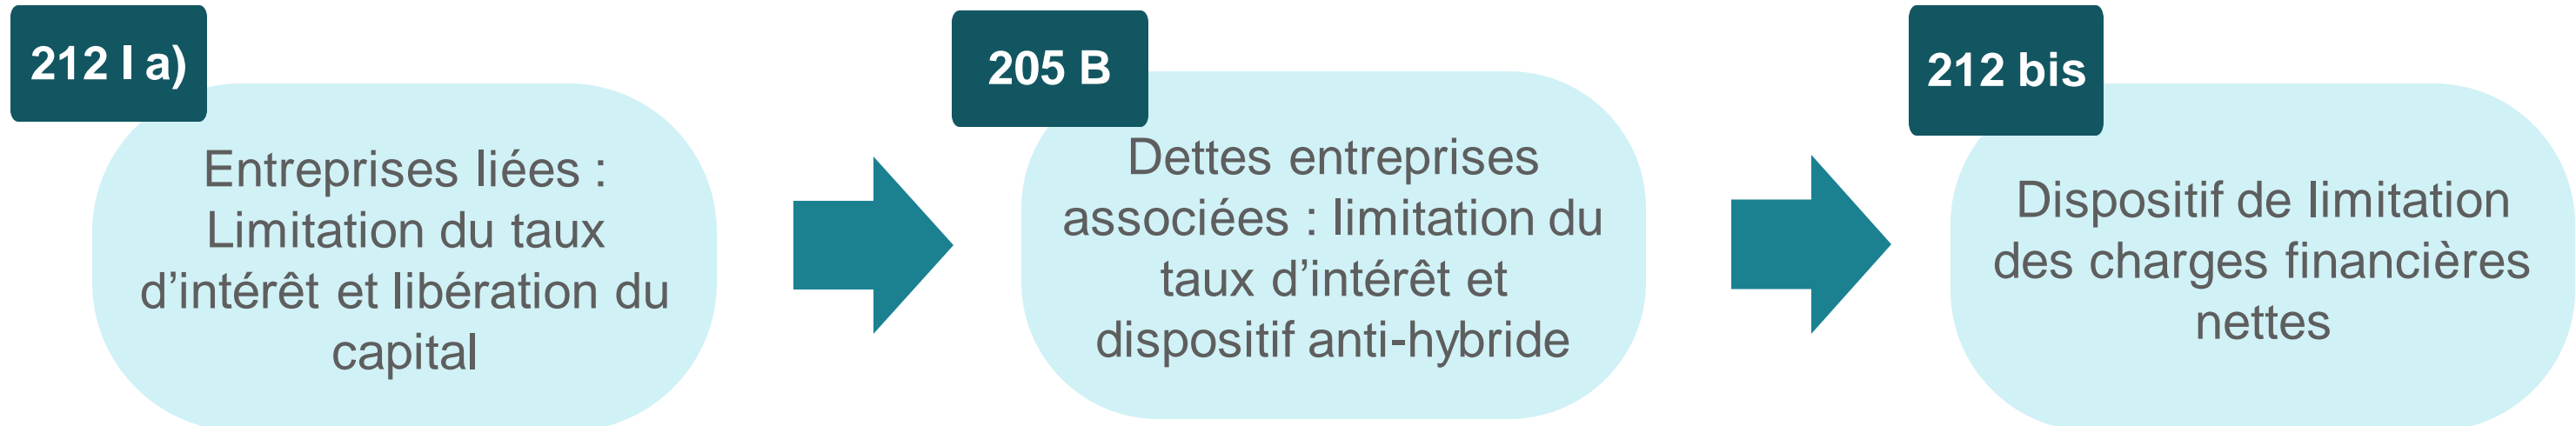 212 I a)
Entreprises liées :
Limitation du taux
d’intérêt et libération du
capital
205 B
Dettes entreprises
associées : limitation du
taux d’intérêt et
dispositif anti-hybride
212 bis
Dispositif de limitation
des charges financières
nettes